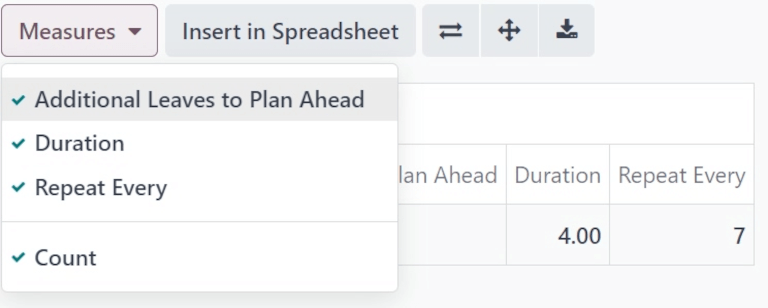 Measures
Insert in Spreadsheet
Additional Leaves to Plan Ahead
Duration
Repeat Every
Count
Ahead Duration Repeat Every
4.00 7